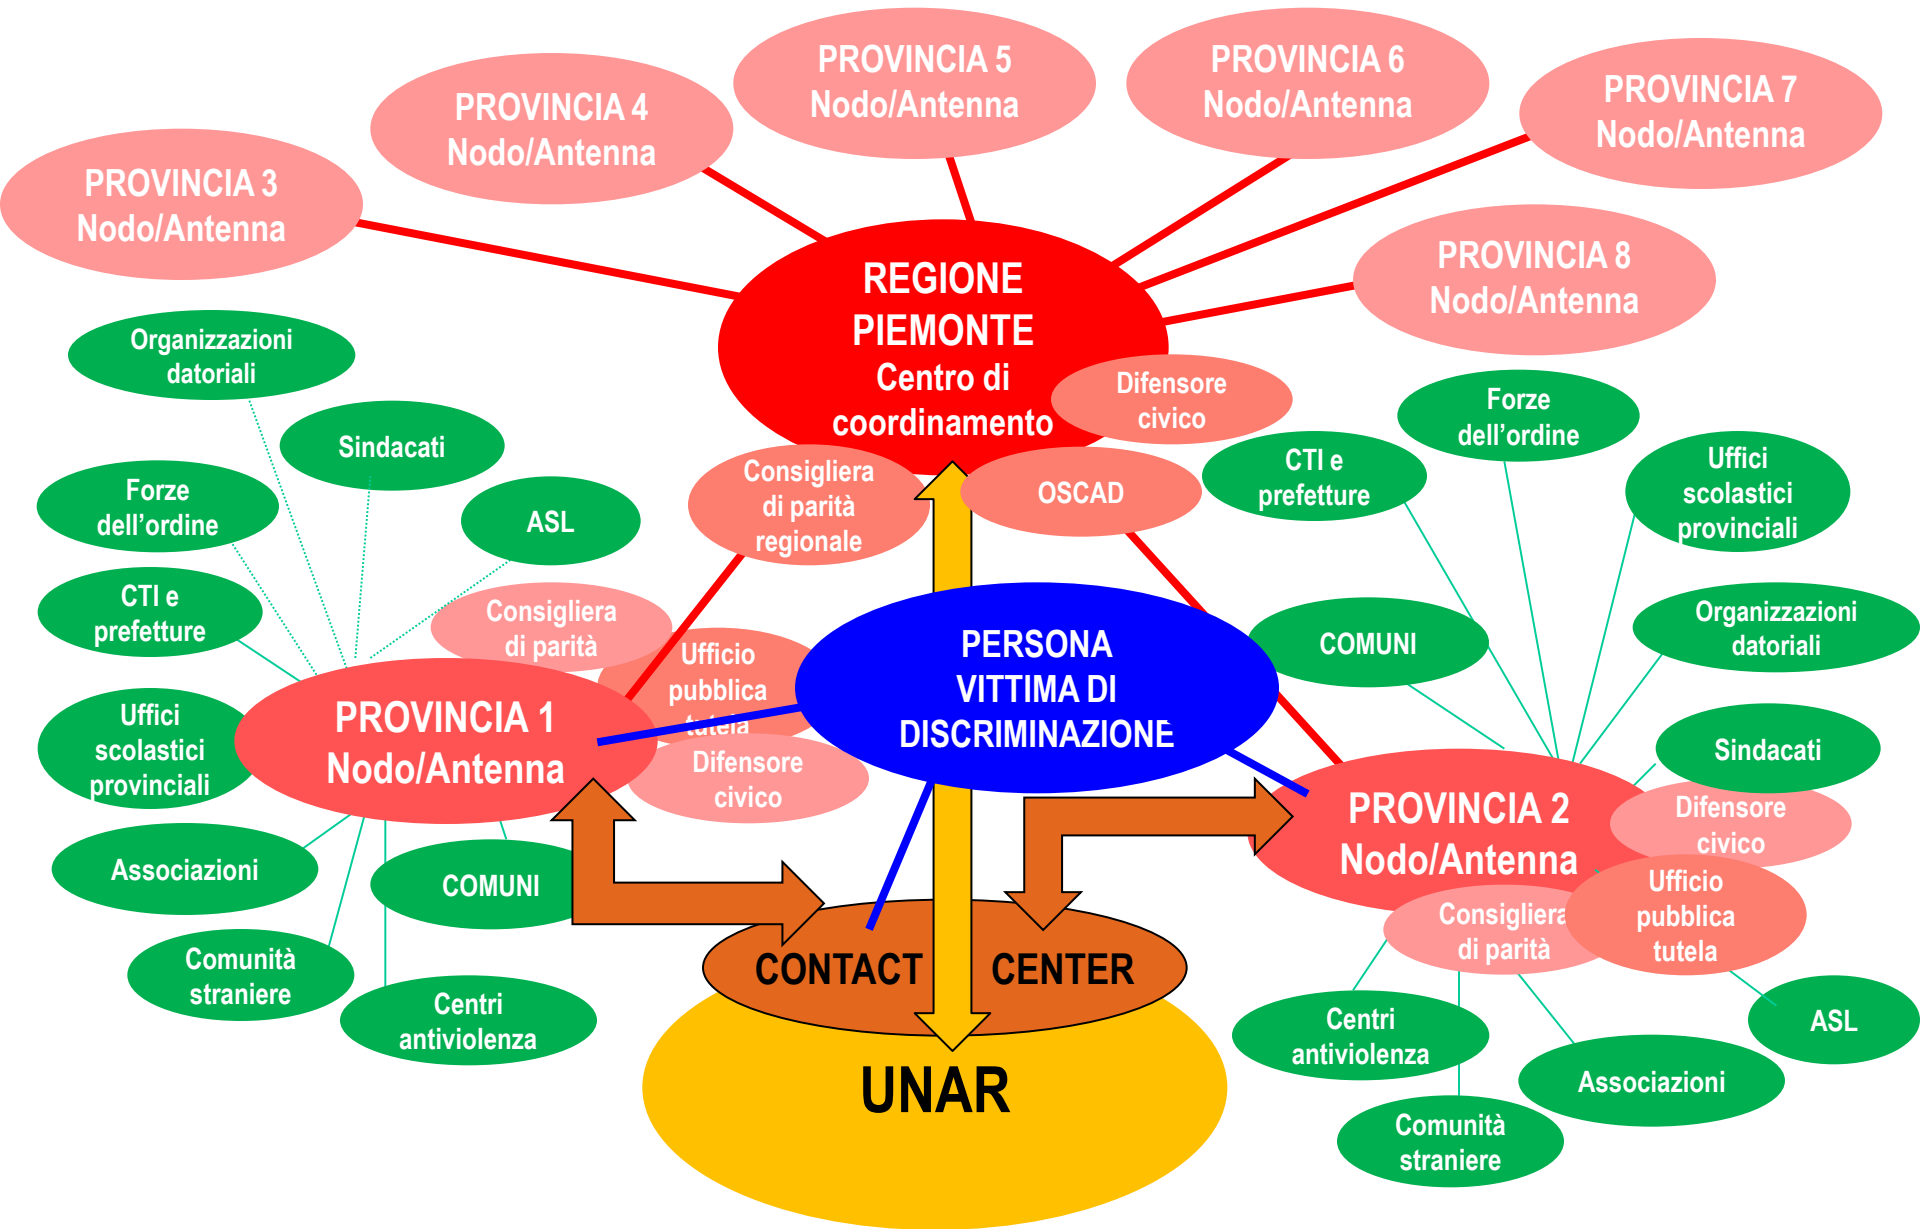 PROVINCIA 5
Nodo/Antenna
PROVINCIA 6
Nodo/Antenna
PROVINCIA 4
Nodo/Antenna
PROVINCIA 7
Nodo/Antenna
PROVINCIA 3
Nodo/Antenna
PROVINCIA 8
Nodo/Antenna
REGIONE
PIEMONTE
Centro di
coordinamento
Difensore
civico
Consigliera
di parità
regionale
OSCAD
Organizzazioni
datoriali
Sindacati
Forze
dell’ordine
ASL
CTI e
prefetture
Consigliera
di parità
Ufficio
pubblica
tutela
Difensore
civico
PROVINCIA 1
Nodo/Antenna
Uffici
scolastici
provinciali
Associazioni
COMUNI
Comunità
straniere
Centri
antiviolenza
PERSONA
VITTIMA DI
DISCRIMINAZIONE
CONTACT CENTER
UNAR
Forze
dell’ordine
CTI e
prefetture
Uffici
scolastici
provinciali
COMUNI
Organizzazioni
datoriali
Sindacati
PROVINCIA 2
Nodo/Antenna
Difensore
civico
Ufficio
pubblica
tutela
Consigliera
di parità
Centri
antiviolenza
ASL
Associazioni
Comunità
straniere